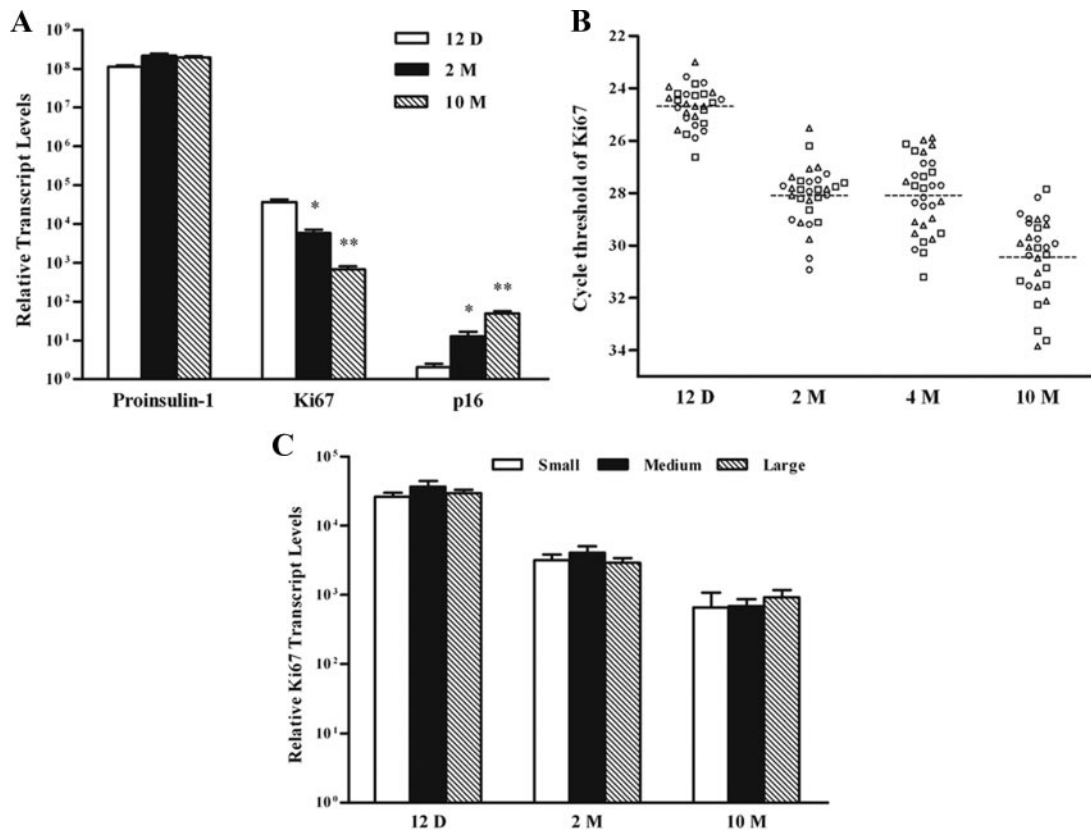 A
Relative Transcript Levels
10⁹
10⁸
10⁷
10⁶
10⁵
10⁴
10³
10²
10¹
10⁰
12 D
2 M
10 M
*
**
*
**
Proinsulin-1 Ki67 p16
B
Cycle threshold of Ki67
22
24
26
28
30
32
34
12 D 2 M 4 M 10 M
C
Relative Ki67 Transcript Levels
10⁵
10⁴
10³
10²
10¹
10⁰
Small Medium Large
12 D 2 M 10 M